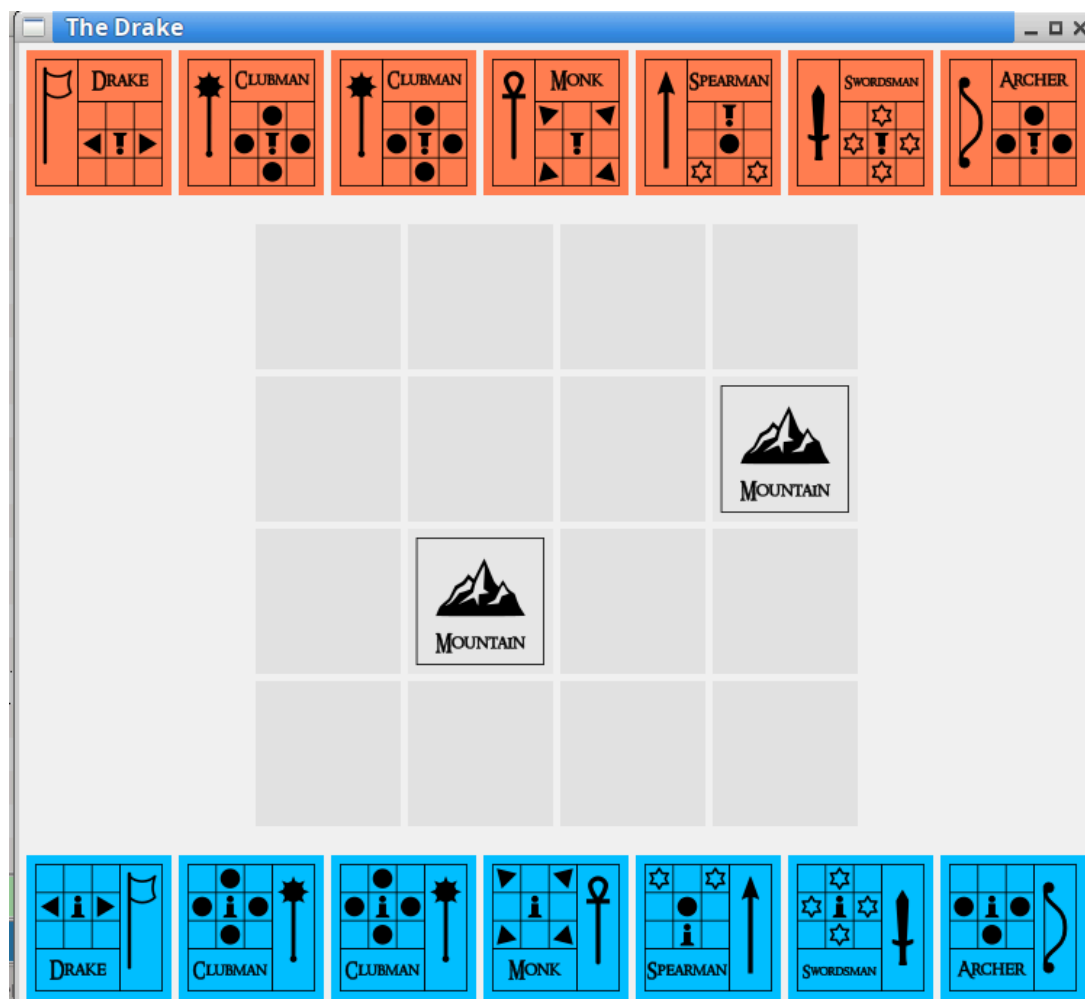 The Drake
DRAKE
CLUBMAN
CLUBMAN
MONK
SPEARMAN
SWORDSMAN
ARCHER
MOUNTAIN
MOUNTAIN
DRAKE
CLUBMAN
CLUBMAN
MONK
SPEARMAN
SWORDSMAN
ARCHER